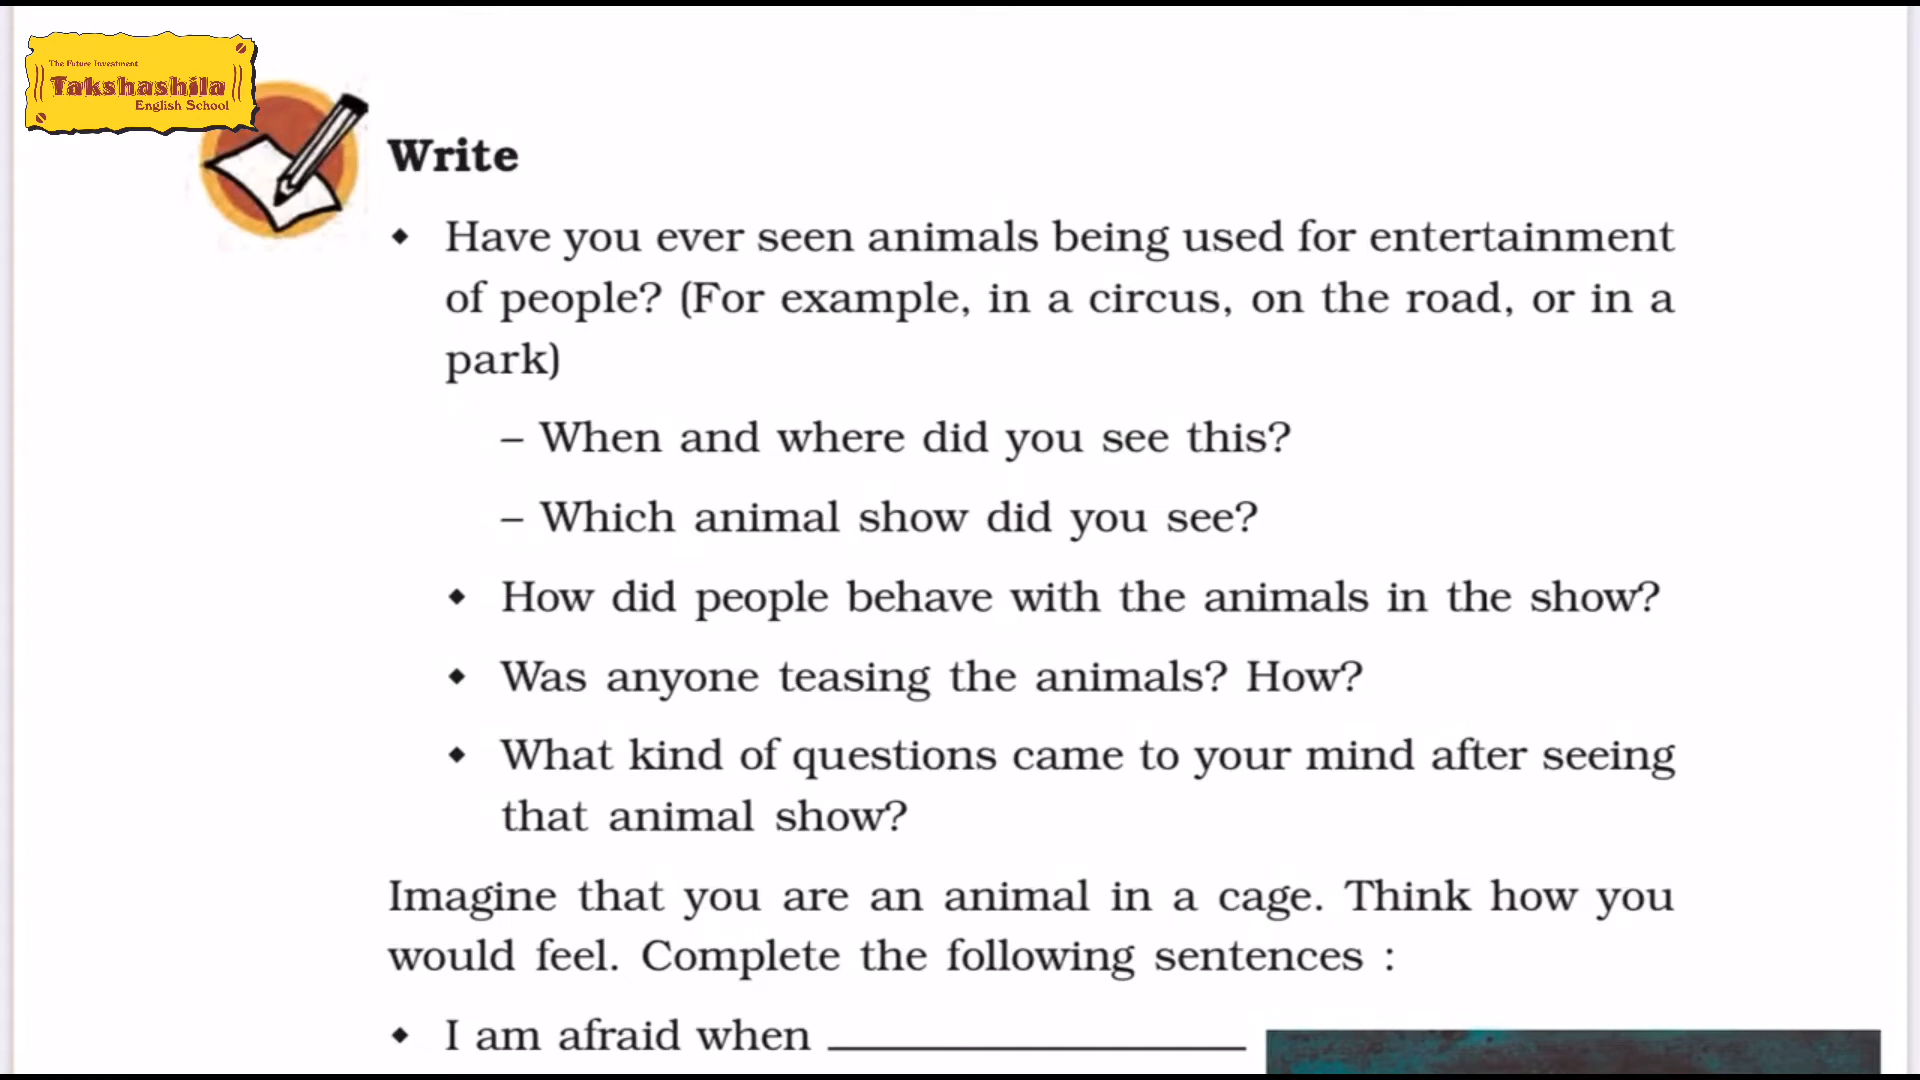 The Future Investment
Takshashila
English School
Write
◆ Have you ever seen animals being used for entertainment
of people? (For example, in a circus, on the road, or in a
park)
– When and where did you see this?
– Which animal show did you see?
◆ How did people behave with the animals in the show?
◆ Was anyone teasing the animals? How?
◆ What kind of questions came to your mind after seeing
that animal show?
Imagine that you are an animal in a cage. Think how you
would feel. Complete the following sentences :
◆ I am afraid when ____________________